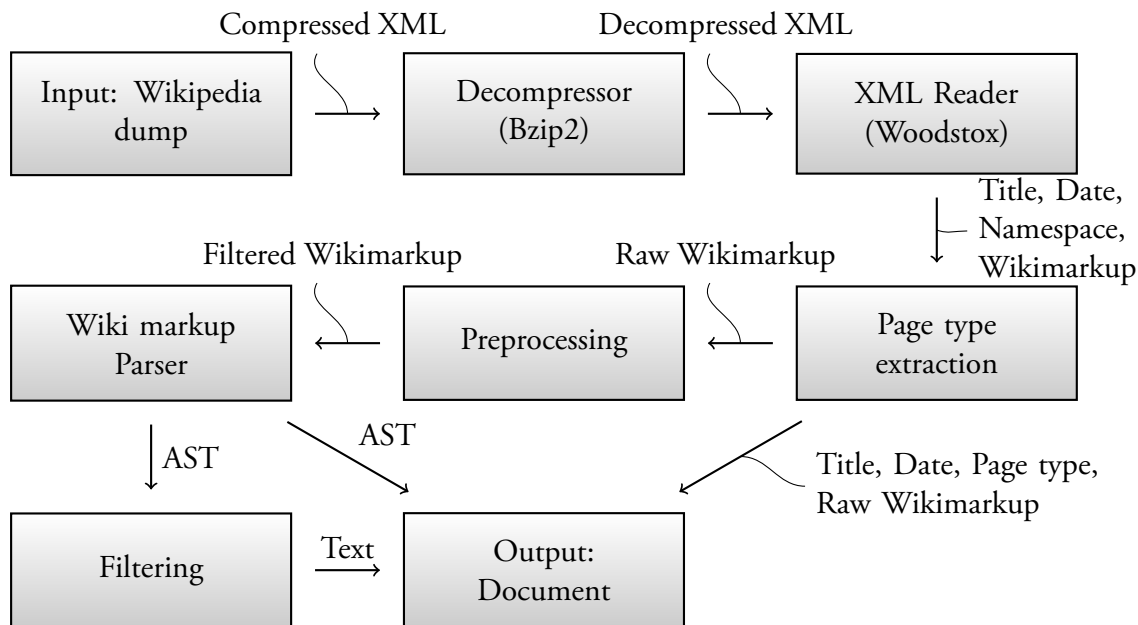 Compressed XML
Decompressed XML
Input: Wikipedia
dump
Decompressor
(Bzip2)
XML Reader
(Woodstox)
Title, Date,
Namespace,
Wikimarkup
Filtered Wikimarkup
Raw Wikimarkup
Wiki markup
Parser
Preprocessing
Page type
extraction
AST
AST
Title, Date, Page type,
Raw Wikimarkup
Filtering
Text
Output:
Document